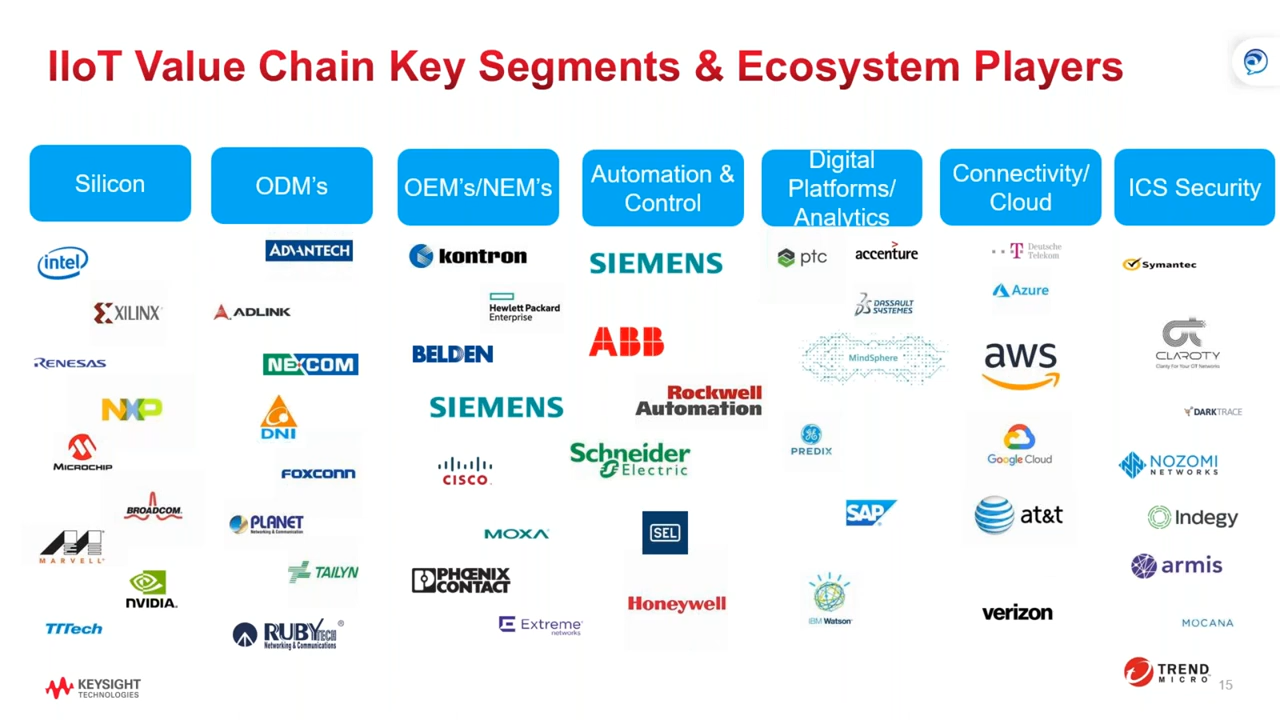 IIoT Value Chain Key Segments & Ecosystem Players
Silicon
ODM's
OEM's/NEM's
Automation &
Control
Digital
Platforms/
Analytics
Connectivity/
Cloud
ICS Security
intel
XILINX
RENESAS
NXP
MICROCHIP
BROADCOM.
MARVELL
NVIDIA.
TTTech
KEYSIGHT
TECHNOLOGIES
ADVANTECH
ADLINK
NEXCOM
DNI
FOXCONN
PLANET
Networking & Communication
TAILYN
RUBYTECH ®
Networking & Communications
kontron
Hewlett Packard
Enterprise
BELDEN
SIEMENS
CISCO.
MOXA
PHŒNIX
CONTACT
Extreme
networks
SIEMENS
ABB
Rockwell
Automation
Schneider
Electric
SEL
Honeywell
ptc
accenture
DASSAULT
SYSTEMES
MindSphere
PREDIX
SAP
IBM Watson
T Deutsche
Telekom
Azure
aws
Google Cloud
at&t
verizon
Symantec
CLAROTY
Clarity For Your OT Networks
DARKTRACE
NOZOMI
NETWORKS
Indegy
armis
MOCANA
TREND
MICRO
15